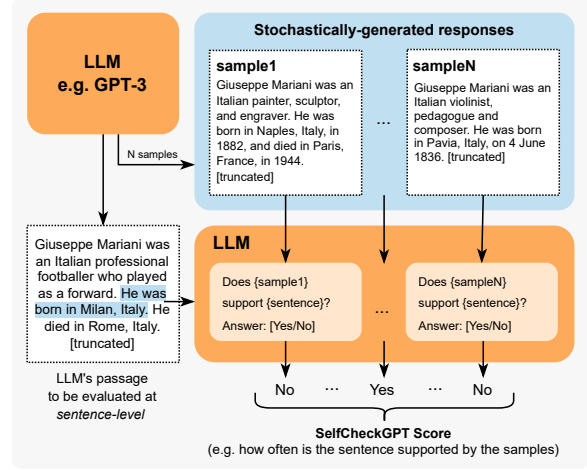 LLM
e.g. GPT-3
N samples
Stochastically-generated responses
sample1
Giuseppe Mariani was an
Italian painter, sculptor,
and engraver. He was
born in Naples, Italy, in
1882, and died in Paris,
France, in 1944.
[truncated]
...
sampleN
Giuseppe Mariani was an
Italian violinist,
pedagogue and
composer. He was born
in Pavia, Italy, on 4 June
1836. [truncated]
Giuseppe Mariani was
an Italian professional
footballer who played
as a forward. He was
born in Milan, Italy. He
died in Rome, Italy.
[truncated]
LLM's passage
to be evaluated at
sentence-level
LLM
Does {sample1}
support {sentence}?
Answer: [Yes/No]
...
Does {sampleN}
support {sentence}?
Answer: [Yes/No]
No ... Yes ... No
SelfCheckGPT Score
(e.g. how often is the sentence supported by the samples)